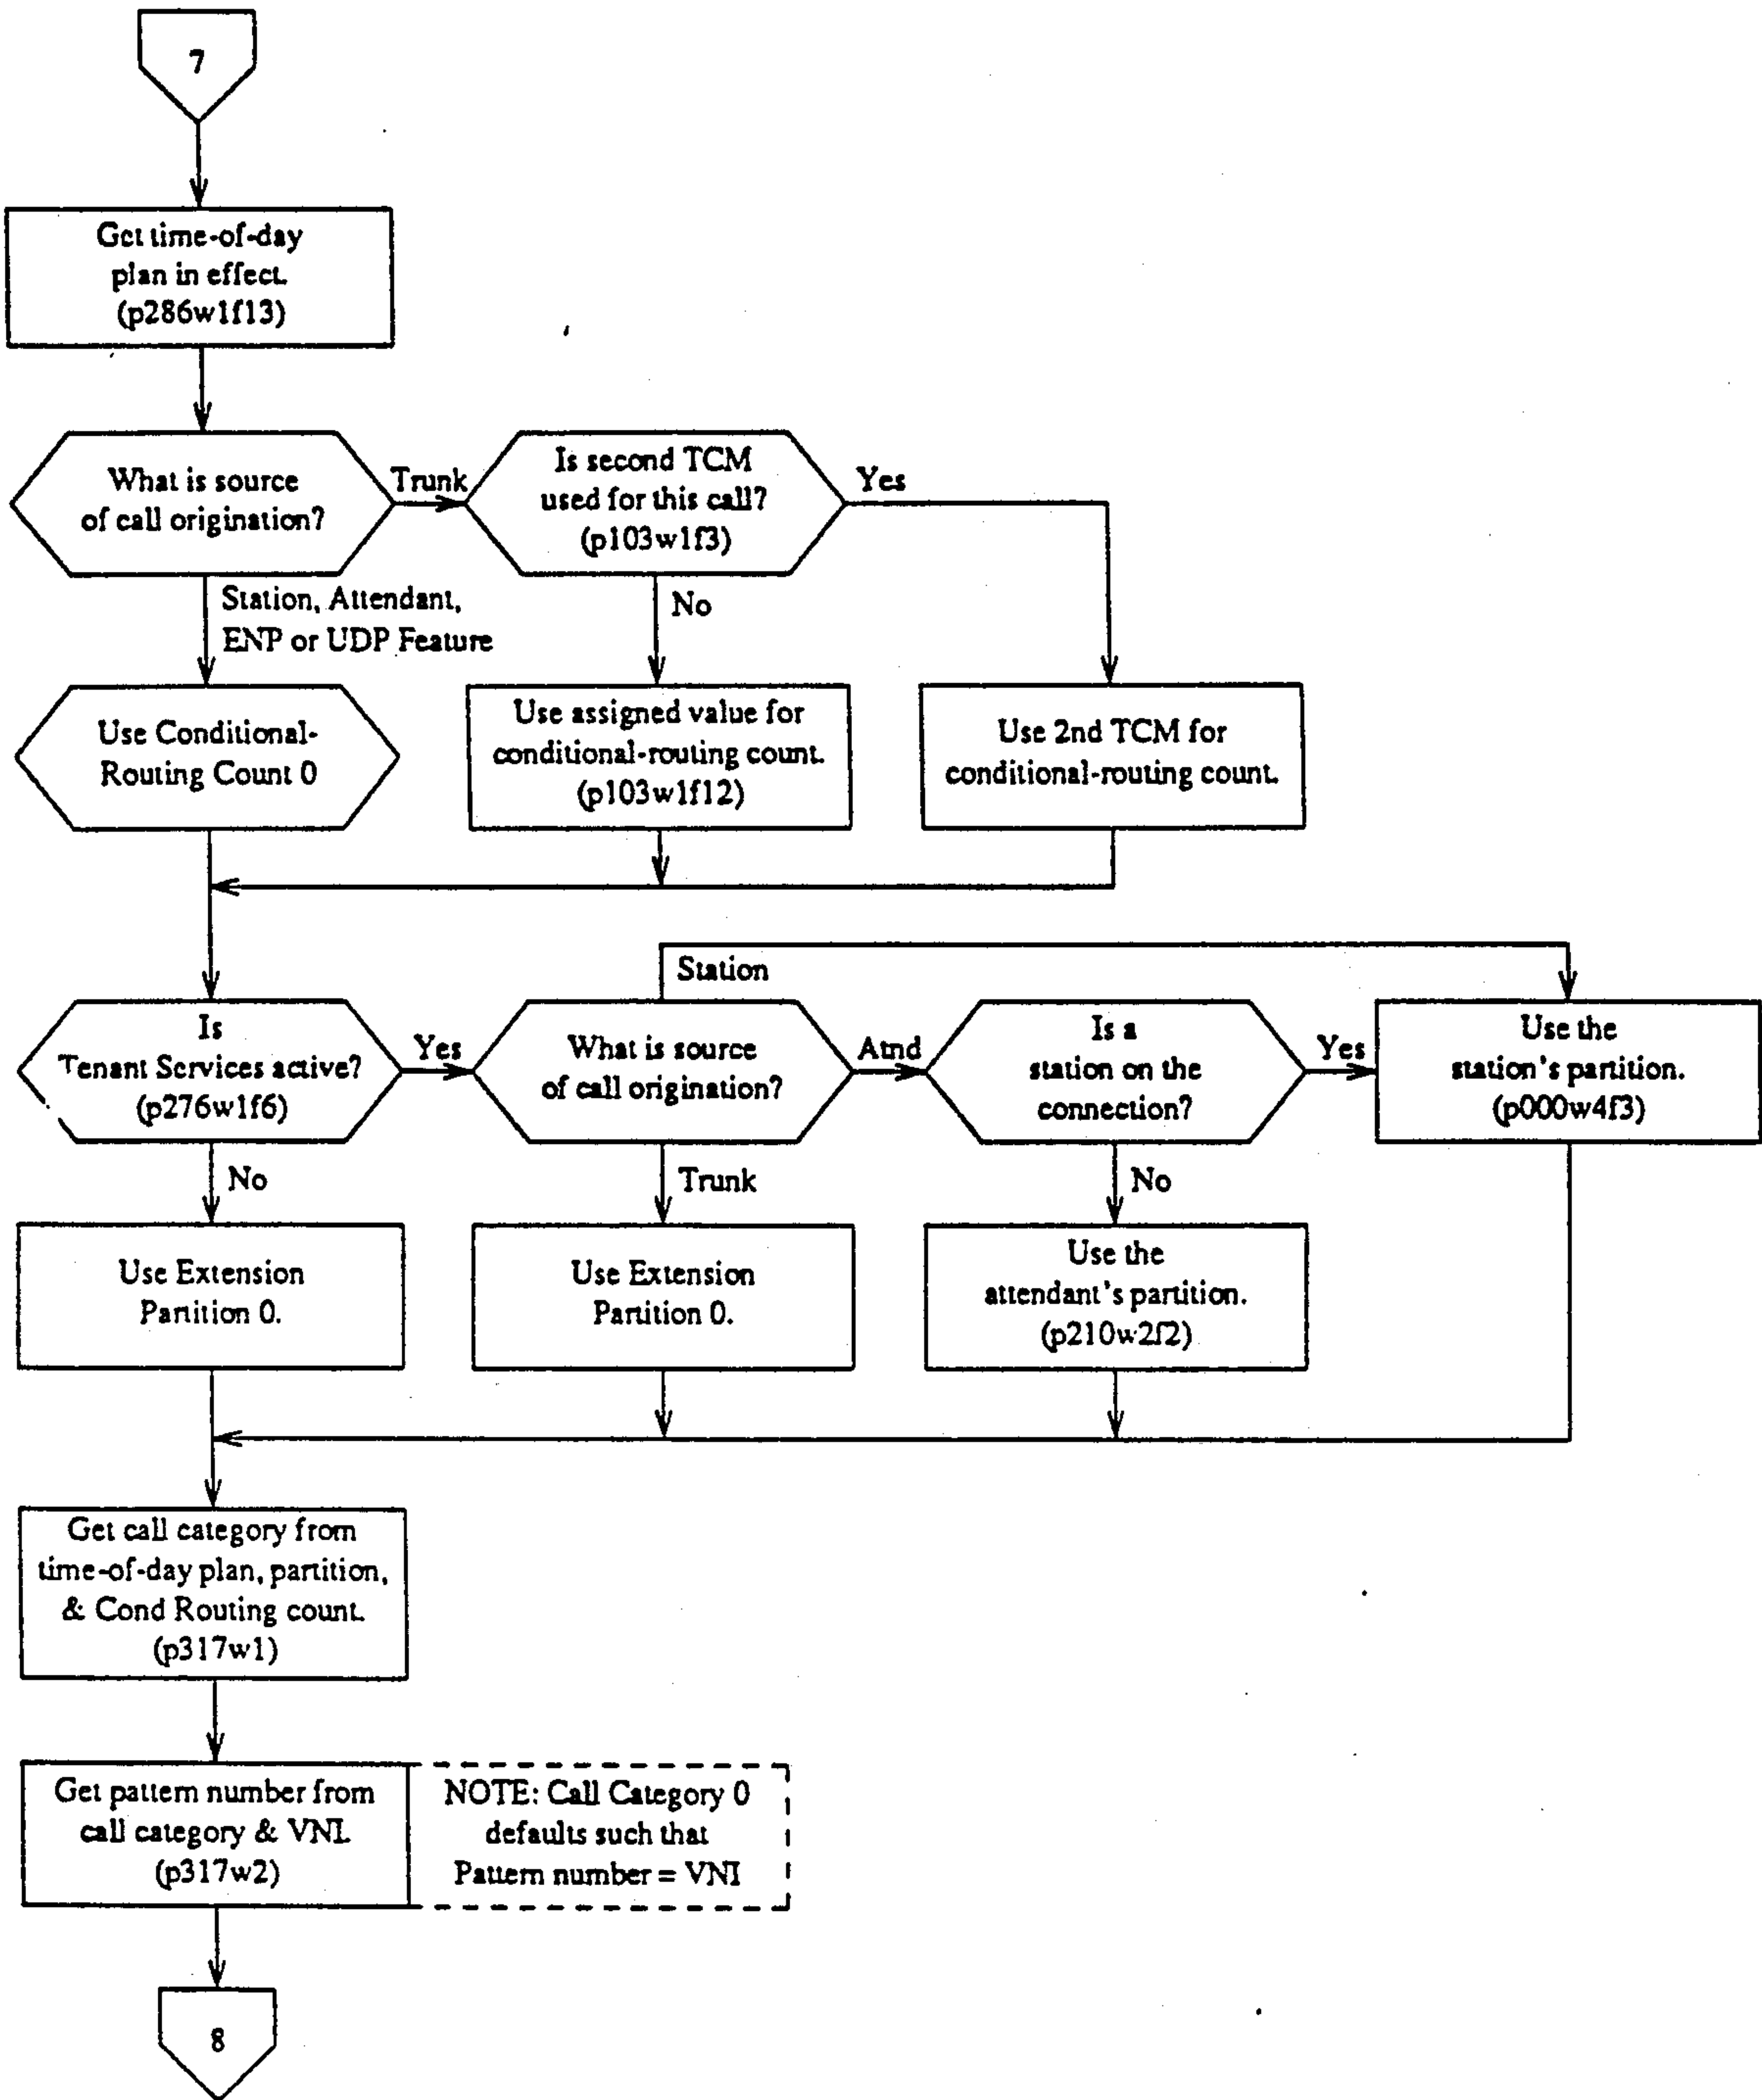 7
Get time-of-day
plan in effect.
(p286w1f13)
What is source
of call origination?
Trunk
Is second TCM
used for this call?
(p103w1f3)
Yes
Station, Attendant,
ENP or UDP Feature
No
Use Conditional-
Routing Count 0
Use assigned value for
conditional-routing count.
(p103w1f12)
Use 2nd TCM for
conditional-routing count.
Station
Is
Tenant Services active?
(p276w1f6)
Yes
What is source
of call origination?
Atnd
Is a
station on the
connection?
Yes
Use the
station's partition.
(p000w4f3)
No
Trunk
No
Use Extension
Partition 0.
Use Extension
Partition 0.
Use the
attendant's partition.
(p210w2f2)
Get call category from
time-of-day plan, partition,
& Cond Routing count.
(p317w1)
Get pattern number from
call category & VNI.
(p317w2)
NOTE: Call Category 0
defaults such that
Pattern number = VNI
8